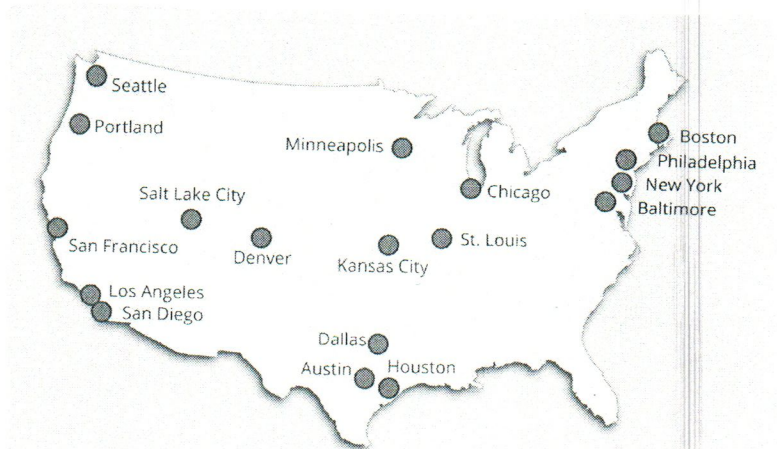 Seattle
Portland
Minneapolis
Boston
Philadelphia
New York
Baltimore
Chicago
Salt Lake City
San Francisco
Denver
Kansas City
St. Louis
Los Angeles
San Diego
Dallas
Austin
Houston